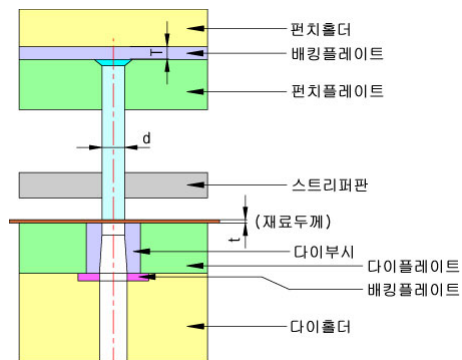 펀치홀더
배킹플레이트
T
펀치플레이트
d
스트리퍼판
(재료두께)
t
다이부시
다이플레이트
배킹플레이트
다이홀더